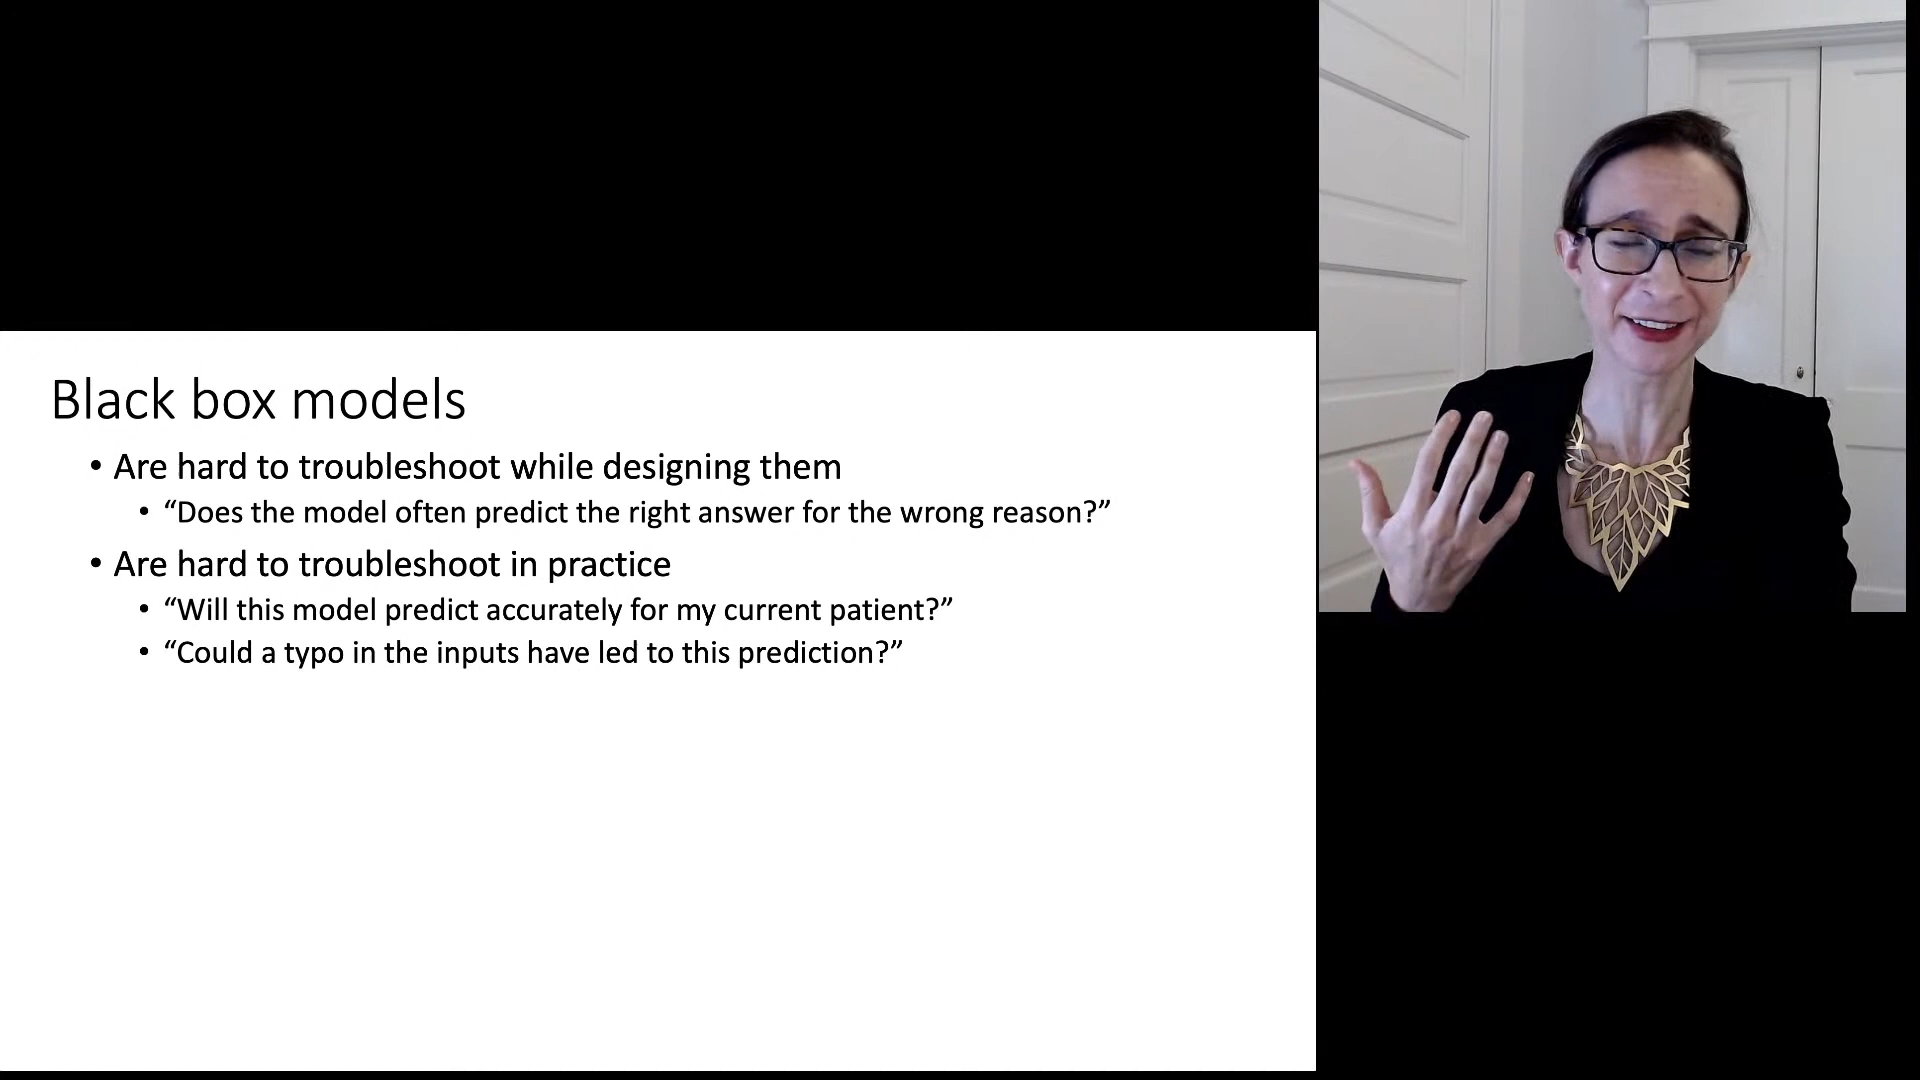 Black box models
• Are hard to troubleshoot while designing them
• “Does the model often predict the right answer for the wrong reason?”
• Are hard to troubleshoot in practice
• “Will this model predict accurately for my current patient?”
• “Could a typo in the inputs have led to this prediction?”